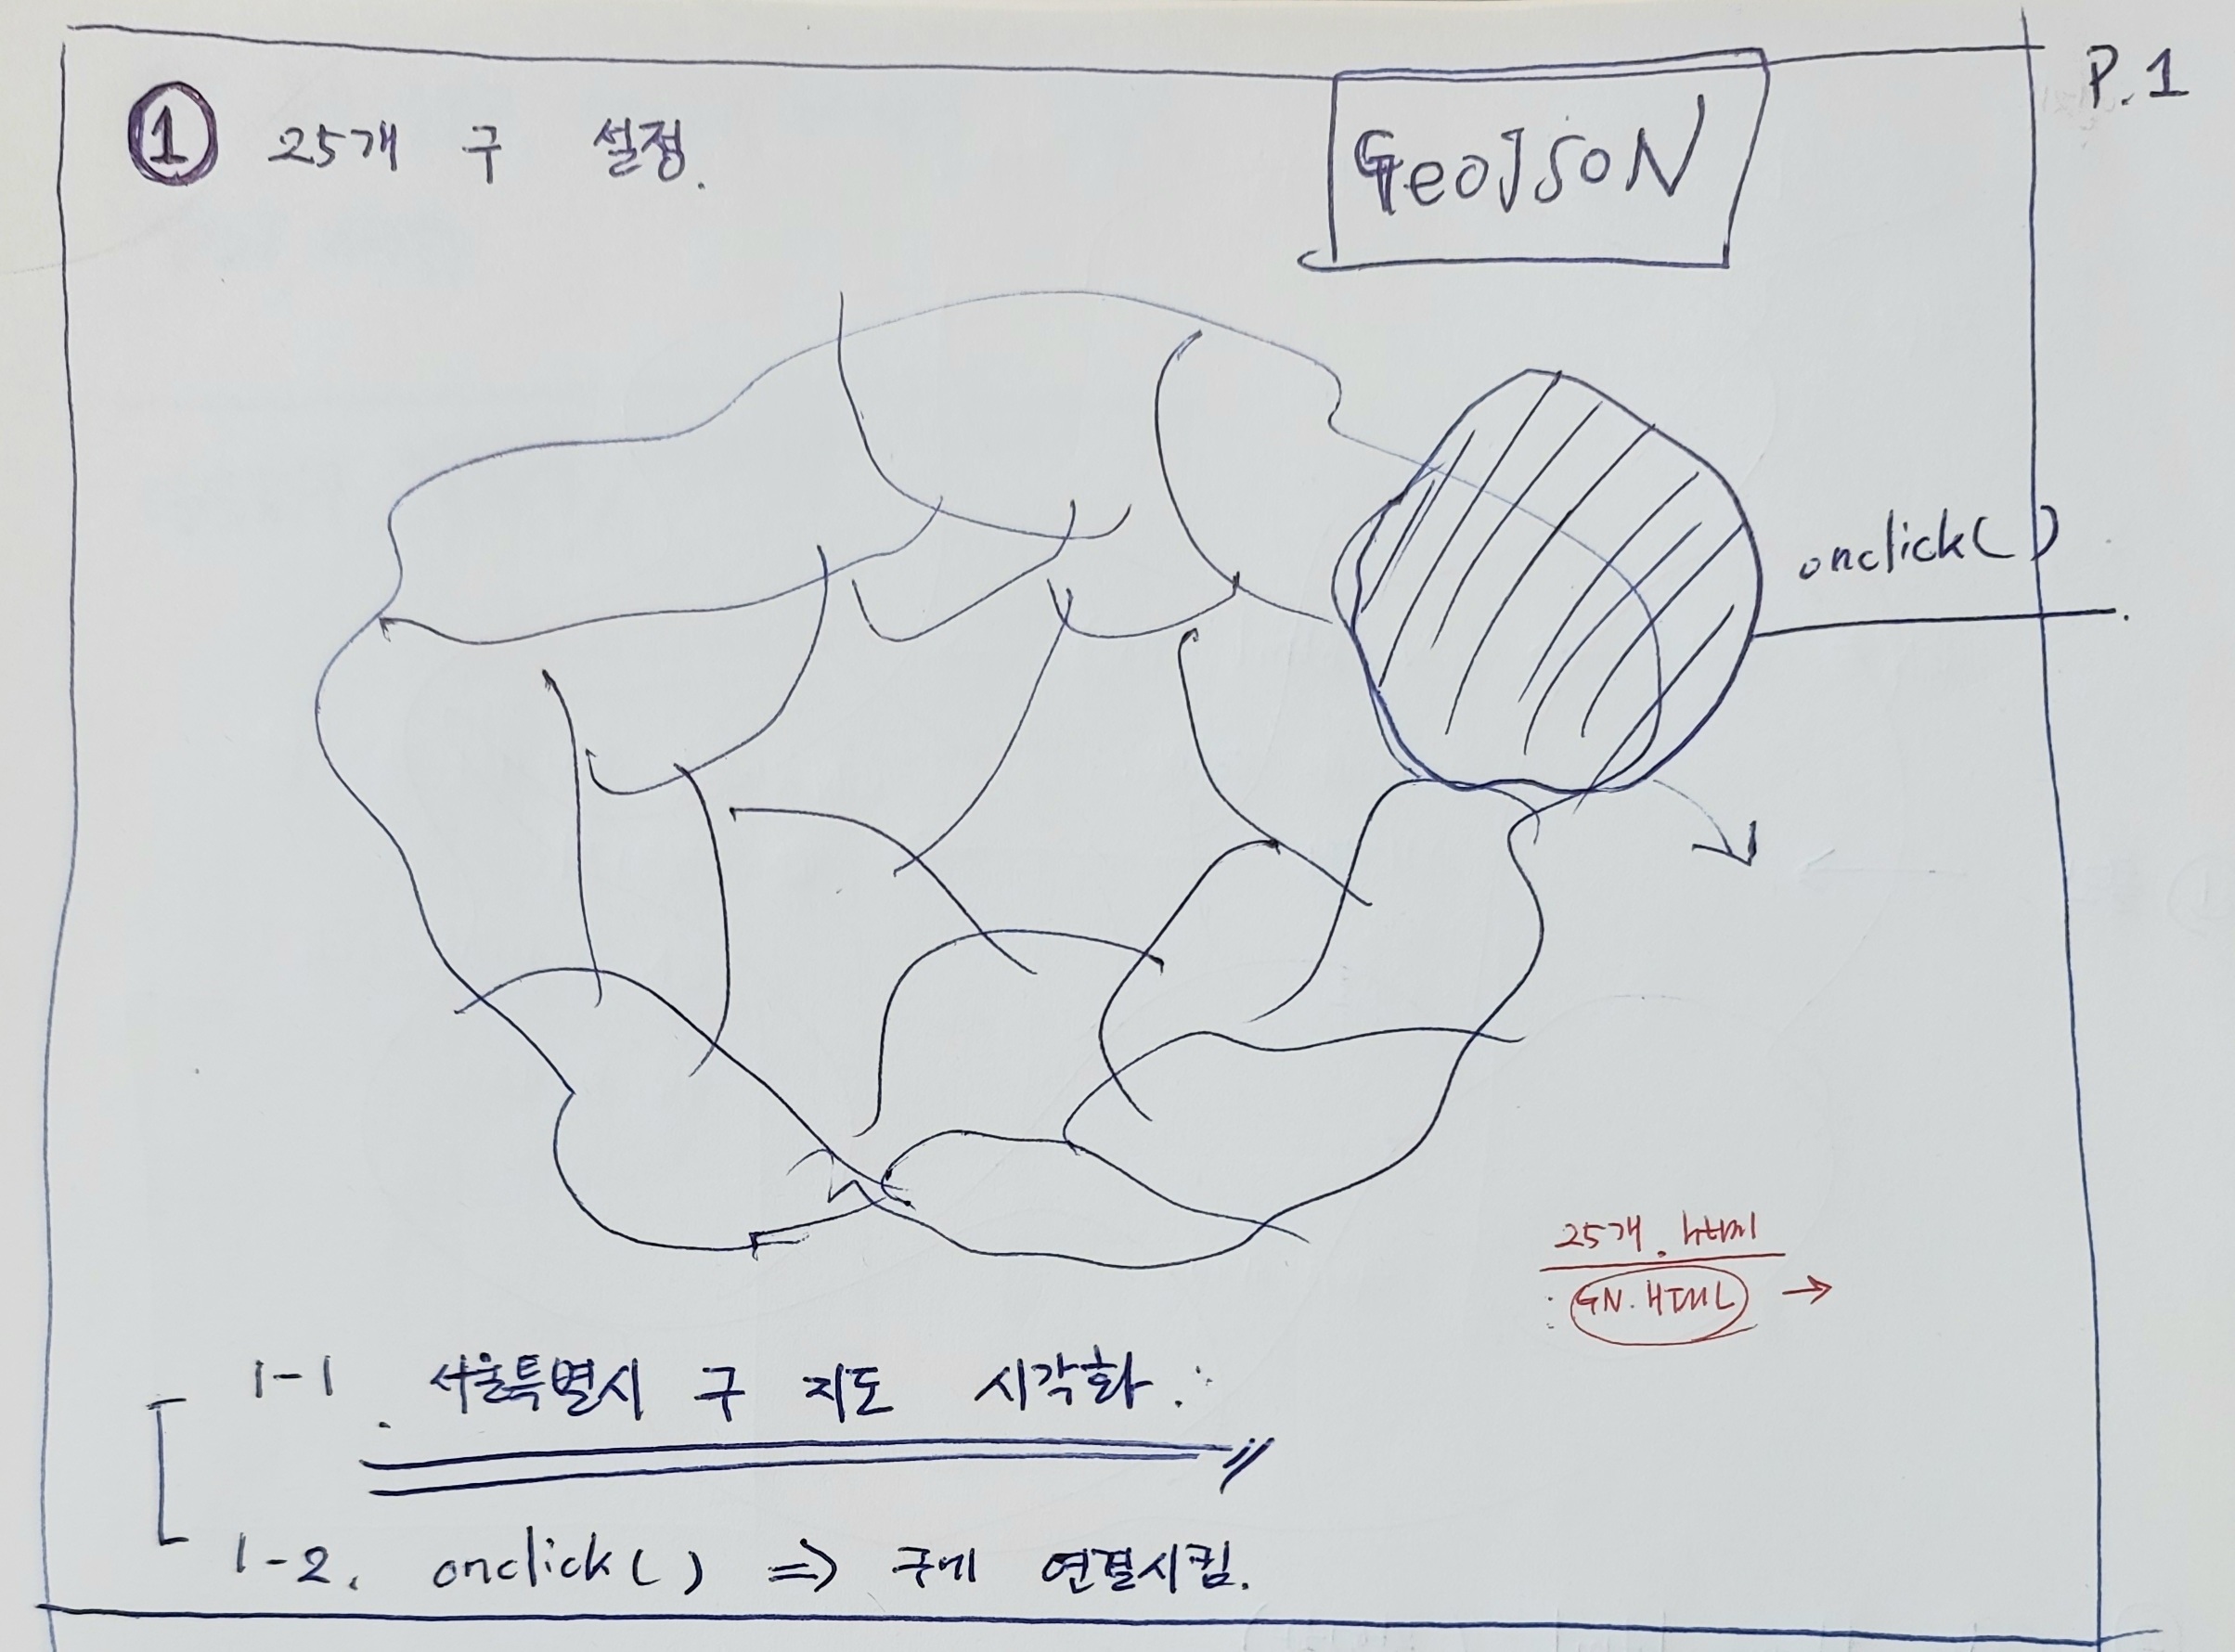 P.1
① 25개 구 설정.
GeoJSON
onclick( )
25개. html
: GN. HTML →
1-1. 서울특별시 구 지도 시각화.
1-2. onclick( ) ⇒ 구에 연결시킴.